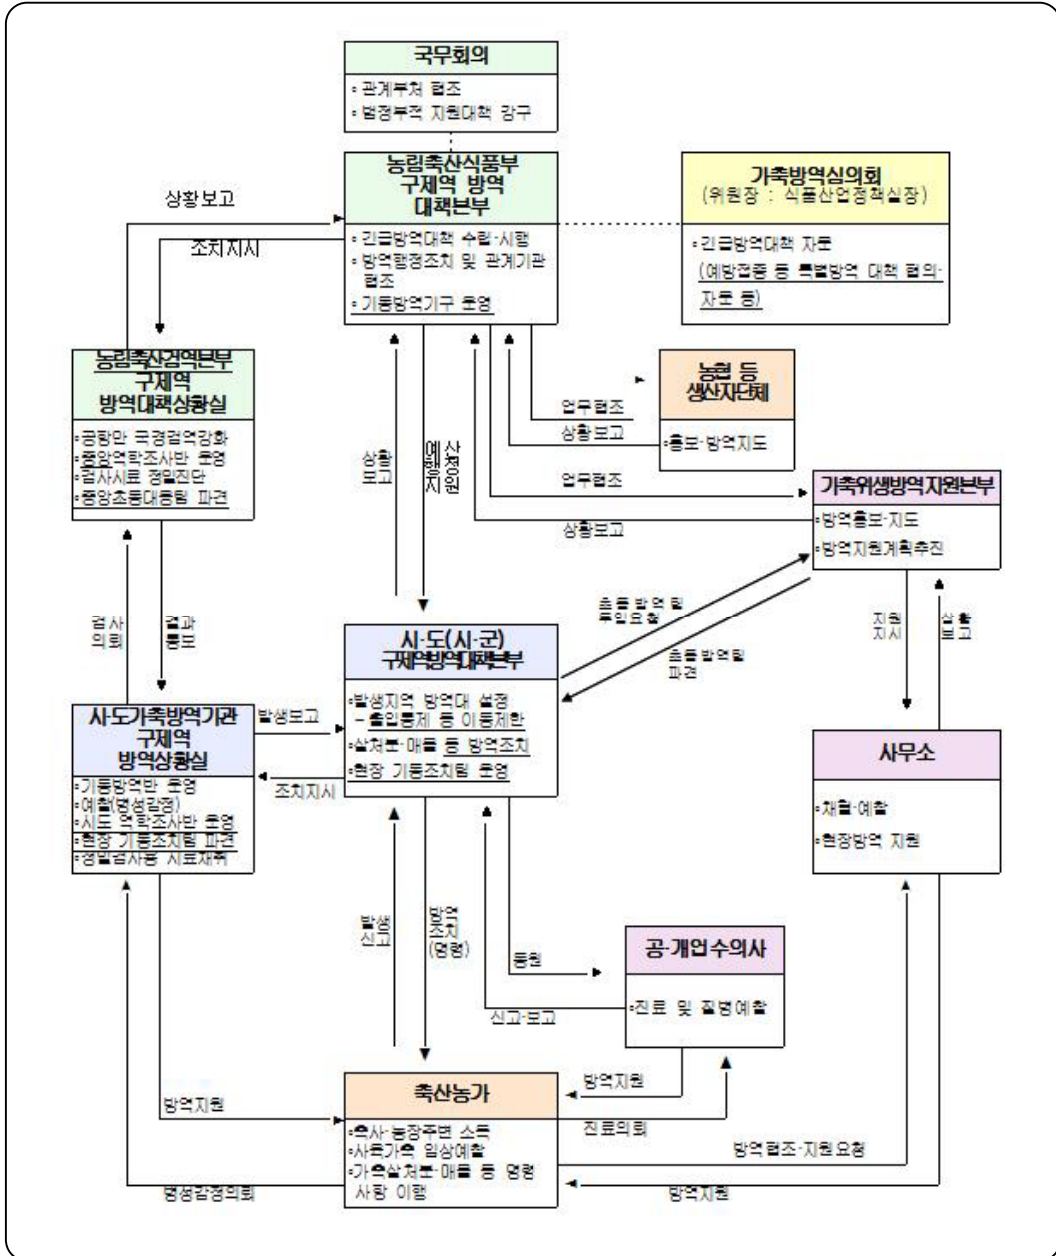 국무회의
◦관계부처 협조
◦범정부적 지원대책 강구
농림축산식품부
구제역 방역
대책본부
◦긴급방역대책 수립·시행
◦방역행정조치 및 관계기관
협조
◦기동방역기구 운영
가축방역심의회
(위원장 : 식품산업정책실장)
◦긴급방역대책 자문
(예방접종 등 특별방역 대책 협의·
자문 등)
상황보고
조치지시
농림축산검역본부
구제역
방역대책상황실
◦공항만 국경검역강화
◦중앙역학조사반 운영
◦검사시료 정밀진단
◦중앙초동대응팀 파견
농협 등
생산자단체
◦홍보·방역지도
업무협조
상황보고
상황
보고
예산
행정
지원
업무협조
상황보고
가축위생방역지원본부
◦방역홍보·지도
◦방역지원계획추진
검사
의뢰
결과
통보
초동방역팀
투입요청
초동방역팀
파견
지원
지시
상황
보고
시·도(시·군)
구제역방역대책본부
◦발생지역 방역대 설정
- 출입통제 등 이동제한
◦살처분·매몰 등 방역조치
◦현장 기동조치팀 운영
시·도가축방역기관
구제역
방역상황실
◦기동방역반 운영
◦예찰(병성감정)
◦시도 역학조사반 운영
◦현장 기동조치팀 파견
◦정밀검사용 시료채취
발생보고
조치지시
사무소
◦채혈·예찰
◦현장방역 지원
발생
신고
방역
조치
(명령)
동원
신고·보고
공·개업수의사
◦진료 및 질병예찰
축산농가
◦축사·농장주변 소독
◦사육가축 임상예찰
◦가축살처분·매몰 등 명령
사항 이행
방역지원
병성감정의뢰
방역지원
진료의뢰
방역협조·지원요청
방역지원